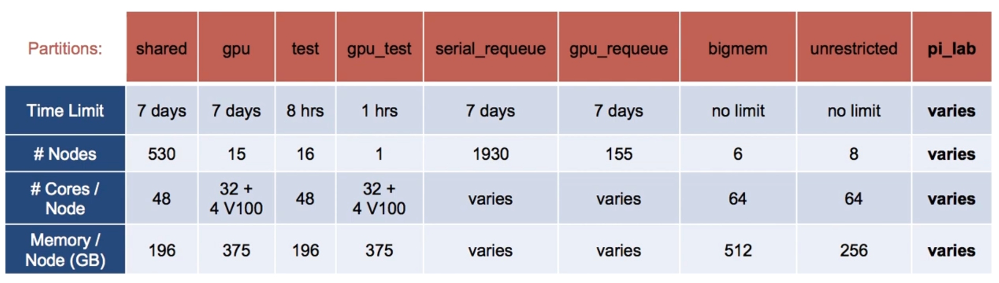 Partitions: shared gpu test gpu_test serial_requeue gpu_requeue bigmem unrestricted pi_lab
Time Limit 7 days 7 days 8 hrs 1 hrs 7 days 7 days no limit no limit varies
# Nodes 530 15 16 1 1930 155 6 8 varies
# Cores / Node 48 32 + 4 V100 48 32 + 4 V100 varies varies 64 64 varies
Memory / Node (GB) 196 375 196 375 varies varies 512 256 varies